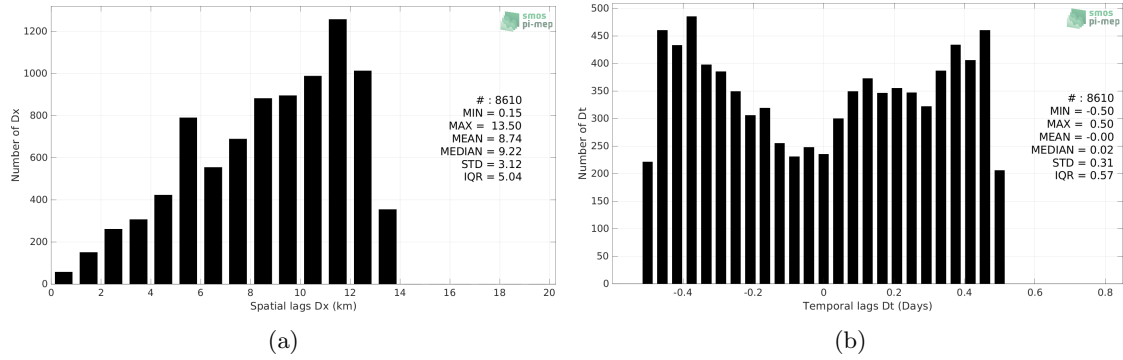 smos
pi-mep
1200
1000
800
600
400
200
0
Number of Dx
# : 8610
MIN = 0.15
MAX = 13.50
MEAN = 8.74
MEDIAN = 9.22
STD = 3.12
IQR = 5.04
0 2 4 6 8 10 12 14 16 18 20
Spatial lags Dx (km)
(a)
smos
pi-mep
500
450
400
350
300
250
200
150
100
50
0
Number of Dt
# : 8610
MIN = -0.50
MAX = 0.50
MEAN = -0.00
MEDIAN = 0.02
STD = 0.31
IQR = 0.57
-0.4 -0.2 0 0.2 0.4 0.6 0.8
Temporal lags Dt (Days)
(b)